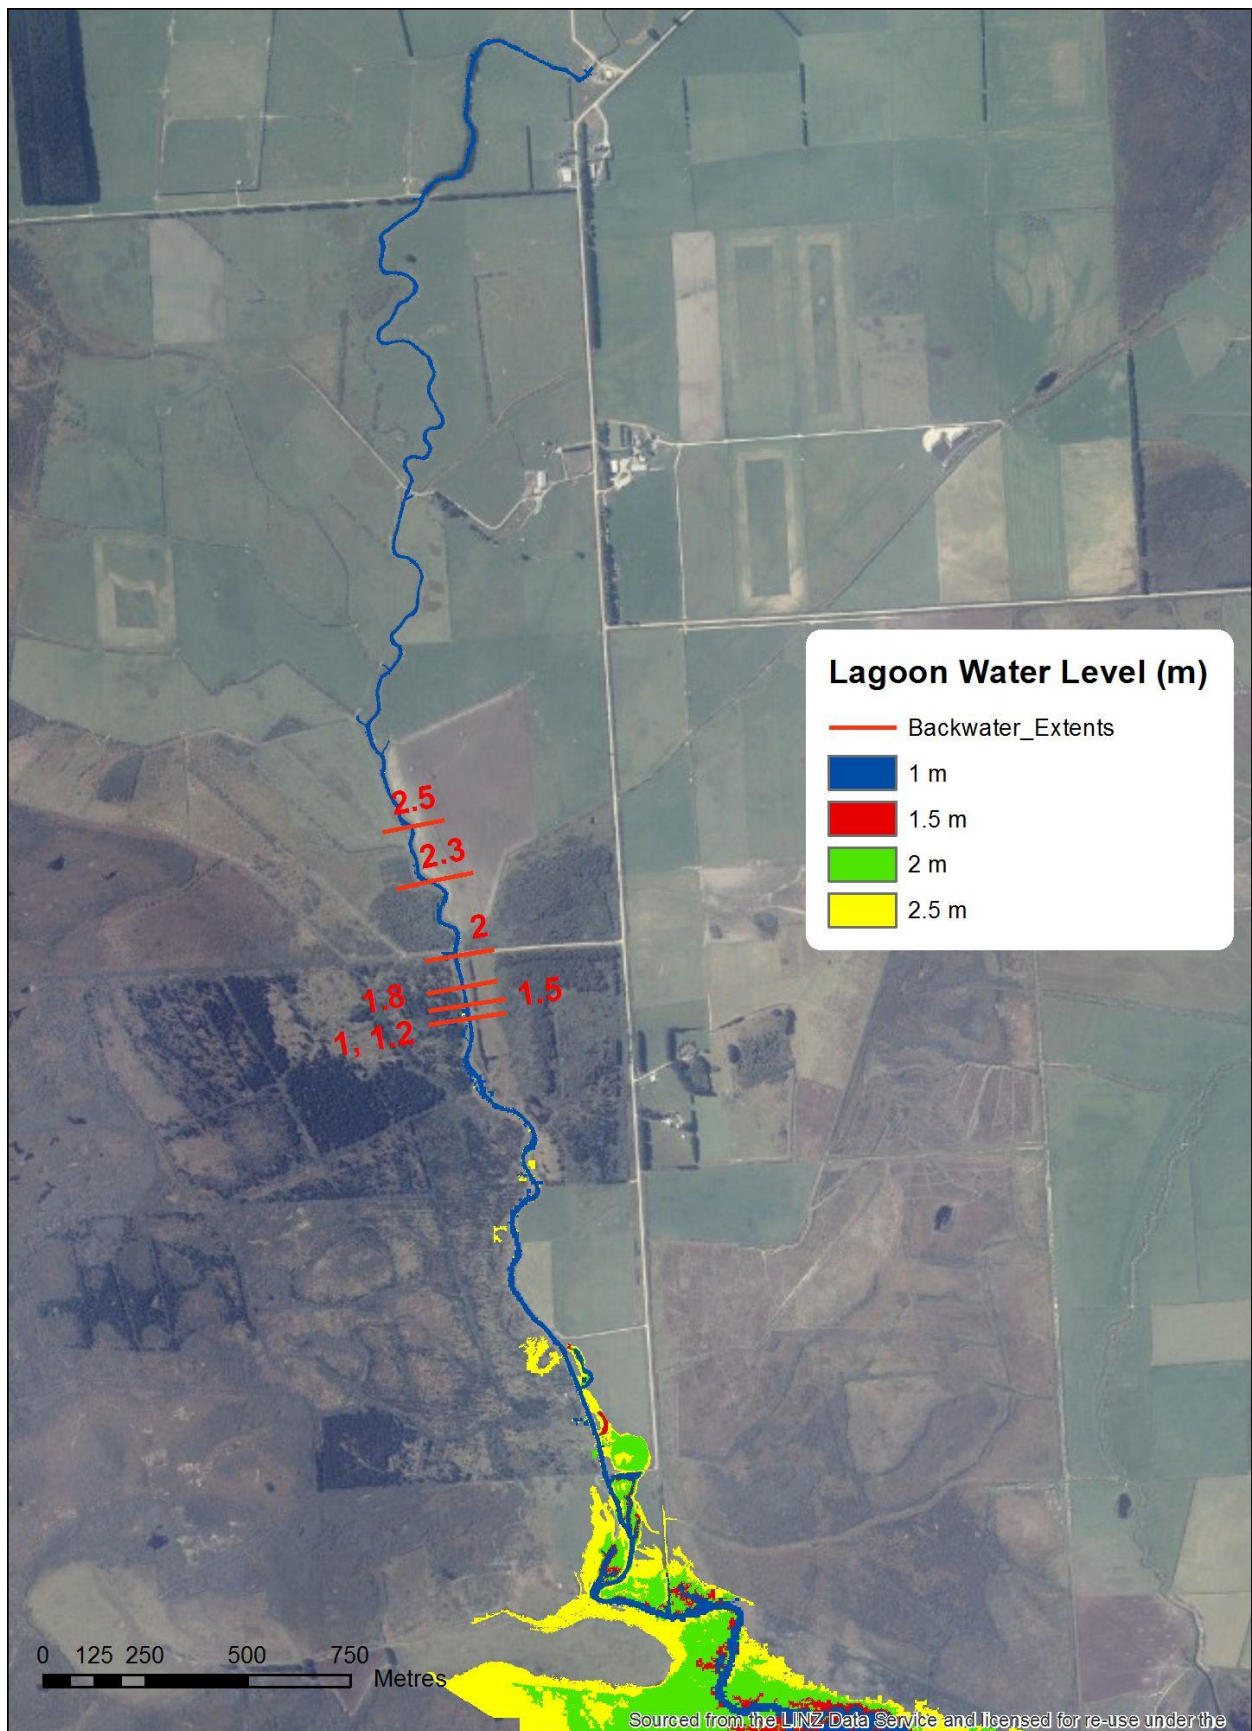 Lagoon Water Level (m)
Backwater_Extents
1 m
1.5 m
2 m
2.5 m
2.5
2.3
2
1.8
1.5
1, 1.2
0 125 250 500 750
Metres
Sourced from the LINZ Data Service and licensed for re-use under the